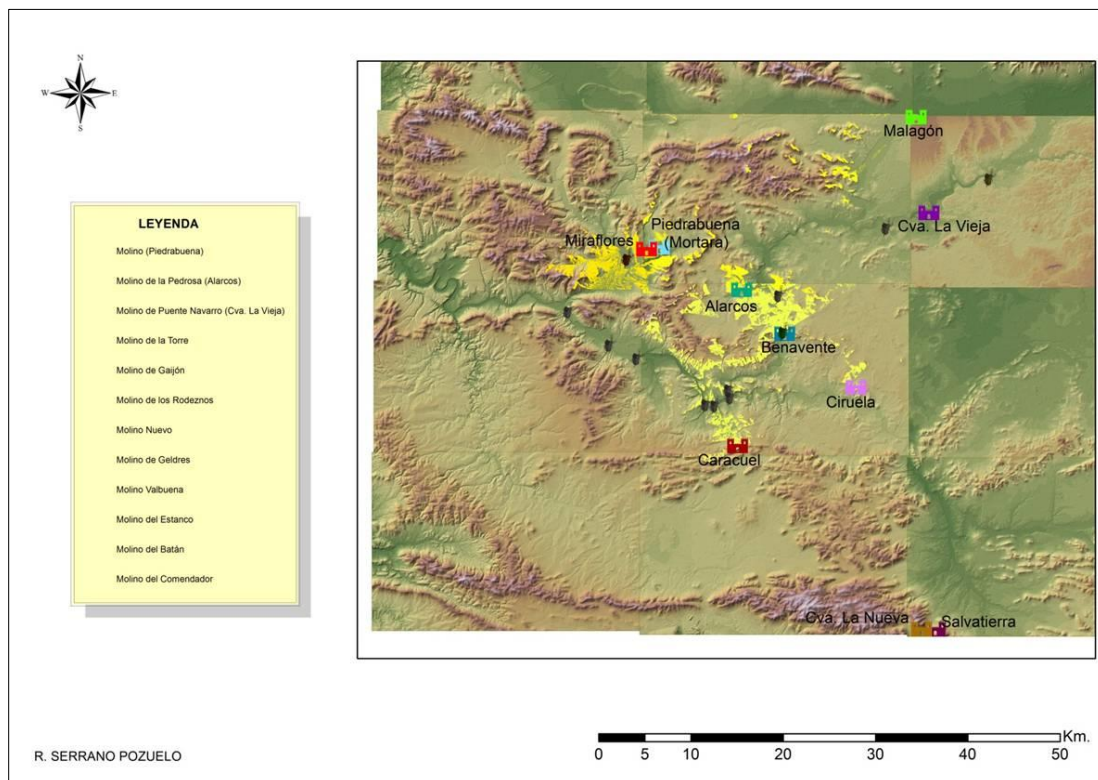 N
W E
S
LEYENDA
Molino (Piedrabuena)
Molino de la Pedrosa (Alarcos)
Molino de Puente Navarro (Cva. La Vieja)
Molino de la Torre
Molino de Gaijón
Molino de los Rodeznos
Molino Nuevo
Molino de Geldres
Molino Valbuena
Molino del Estanco
Molino del Batán
Molino del Comendador
Malagón
Cva. La Vieja
Piedrabuena
(Mortara)
Miraflores
Alarcos
Benavente
Ciruela
Caracuel
Cva. La Nueva
Salvatierra
R. SERRANO POZUELO
Km.
0 5 10 20 30 40 50